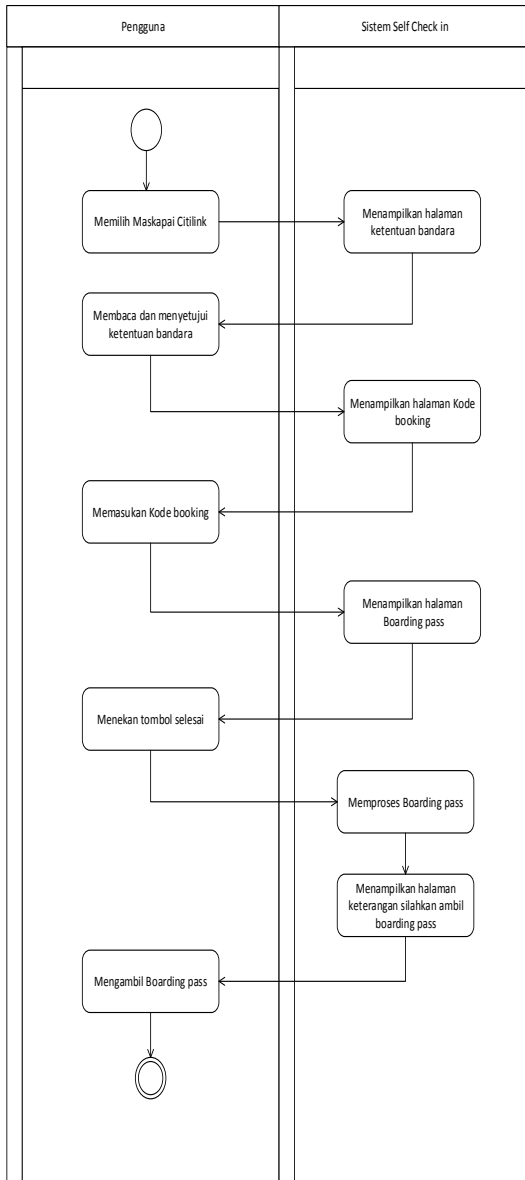 Pengguna
Sistem Self Check in
Memilih Maskapai Citilink
Menampilkan halaman
ketentuan bandara
Membaca dan menyetujui
ketentuan bandara
Menampilkan halaman Kode
booking
Memasukan Kode booking
Menampilkan halaman
Boarding pass
Menekan tombol selesai
Memproses Boarding pass
Menampilkan halaman
keterangan silahkan ambil
boarding pass
Mengambil Boarding pass